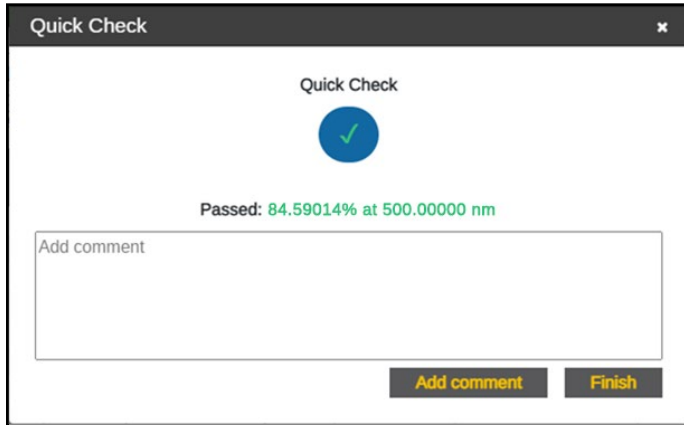 Quick Check
Quick Check
Passed: 84.59014% at 500.00000 nm
Add comment
Add comment Finish